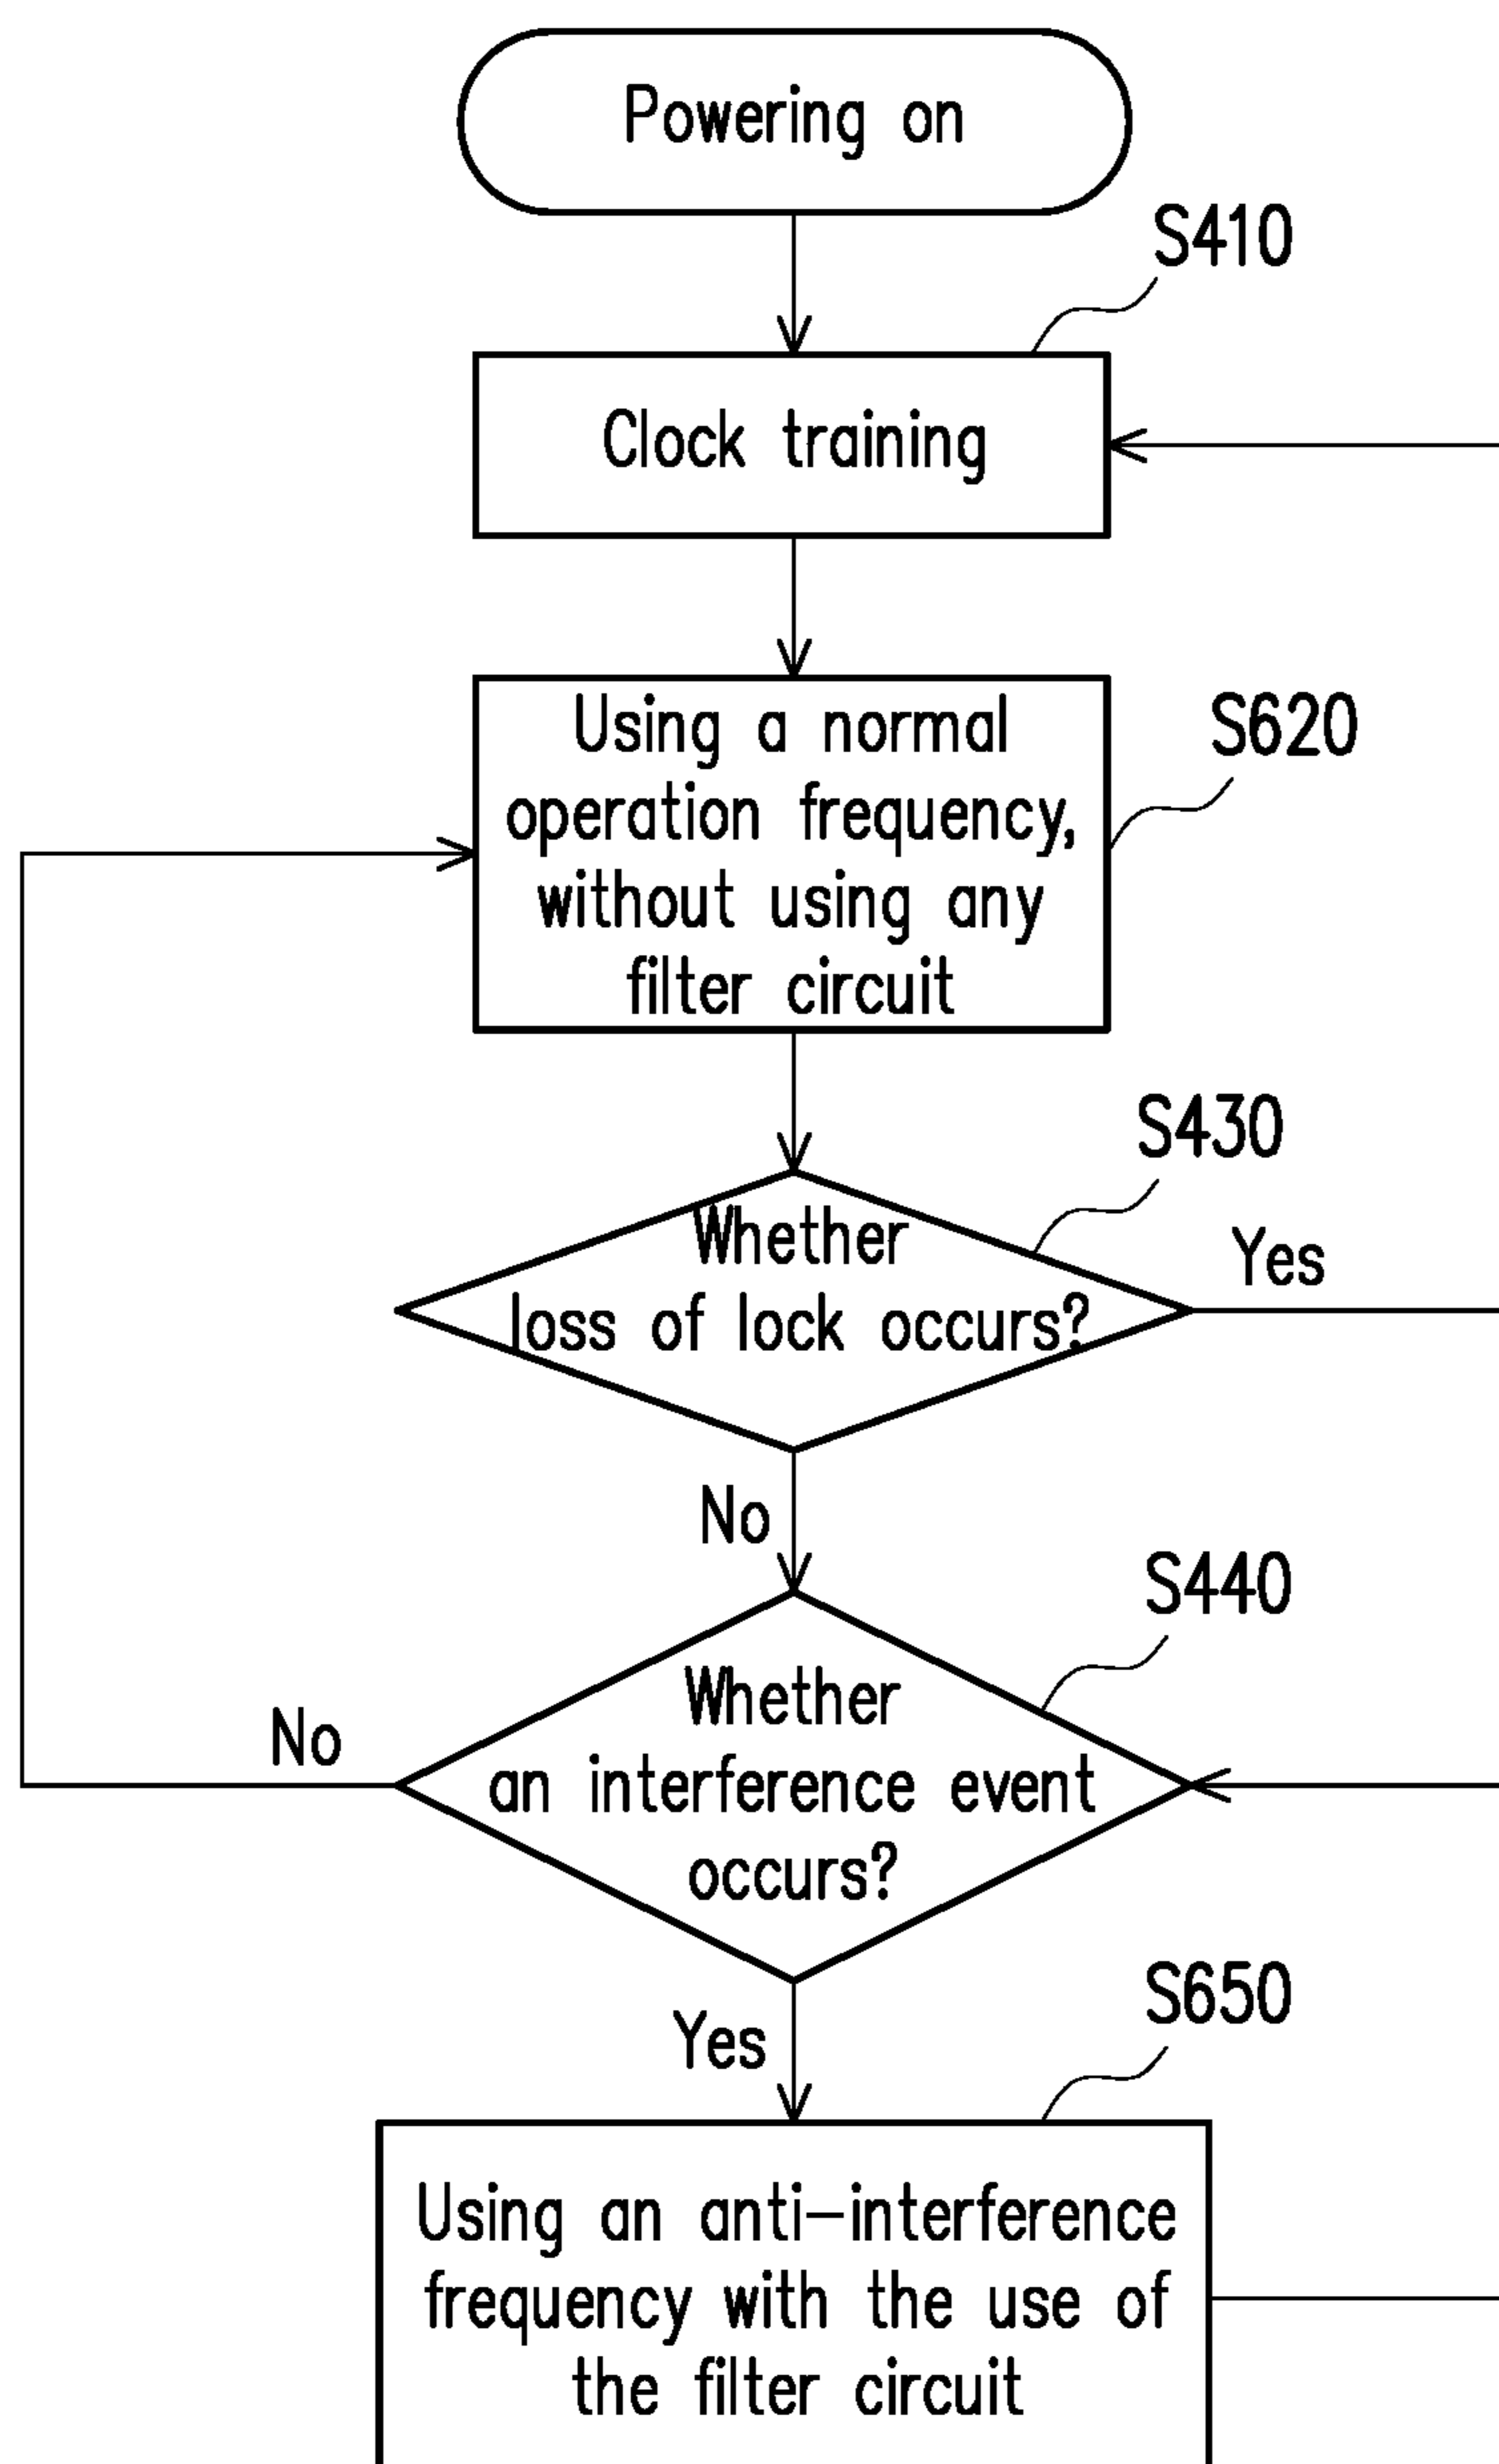 Powering on
S410
Clock training
S620
Using a normal
operation frequency,
without using any
filter circuit
S430
Whether
loss of lock occurs?
Yes
No
S440
Whether
an interference event
occurs?
No
Yes
S650
Using an anti-interference
frequency with the use of
the filter circuit